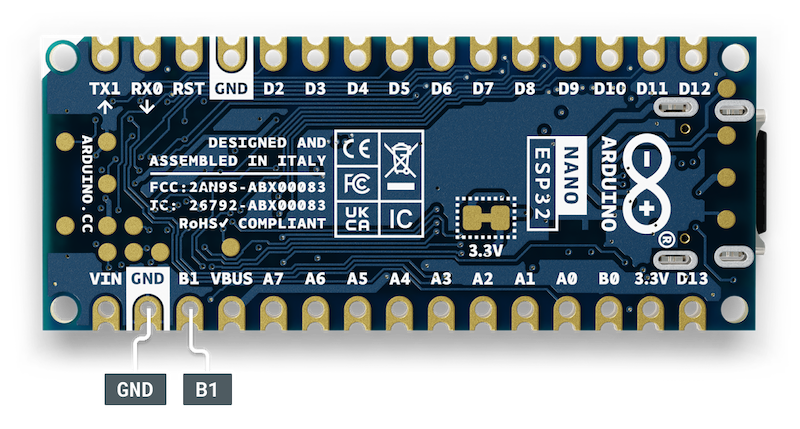 TX1 RX0 RST GND D2 D3 D4 D5 D6 D7 D8 D9 D10 D11 D12
ARDUINO.CC
DESIGNED AND
ASSEMBLED IN ITALY
FCC:2AN9S-ABX00083
IC: 26792-ABX00083
RoHS✓ COMPLIANT
CE
FC
UK
CA
IC
3.3V
NANO
ESP32
ARDUINO
®
VIN GND B1 VBUS A7 A6 A5 A4 A3 A2 A1 A0 B0 3.3V D13
GND
B1